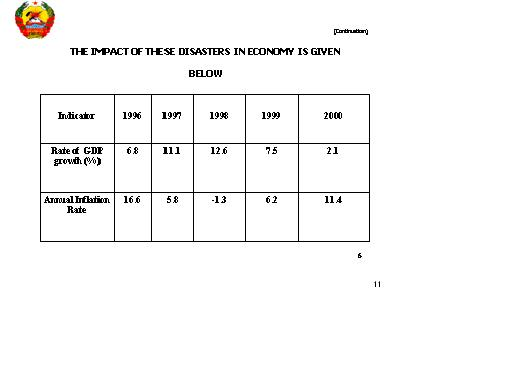 (Continuation)
THE IMPACT OF THESE DISASTERS IN ECONOMY IS GIVEN
BELOW
Indicator 1996 1997 1998 1999 2000
Rate of GDP 6.8 11.1 12.6 7.5 2.1
growth (%)
Annual Inflation 16.6 5.8 -1.3 6.2 11.4
Rate
6
11